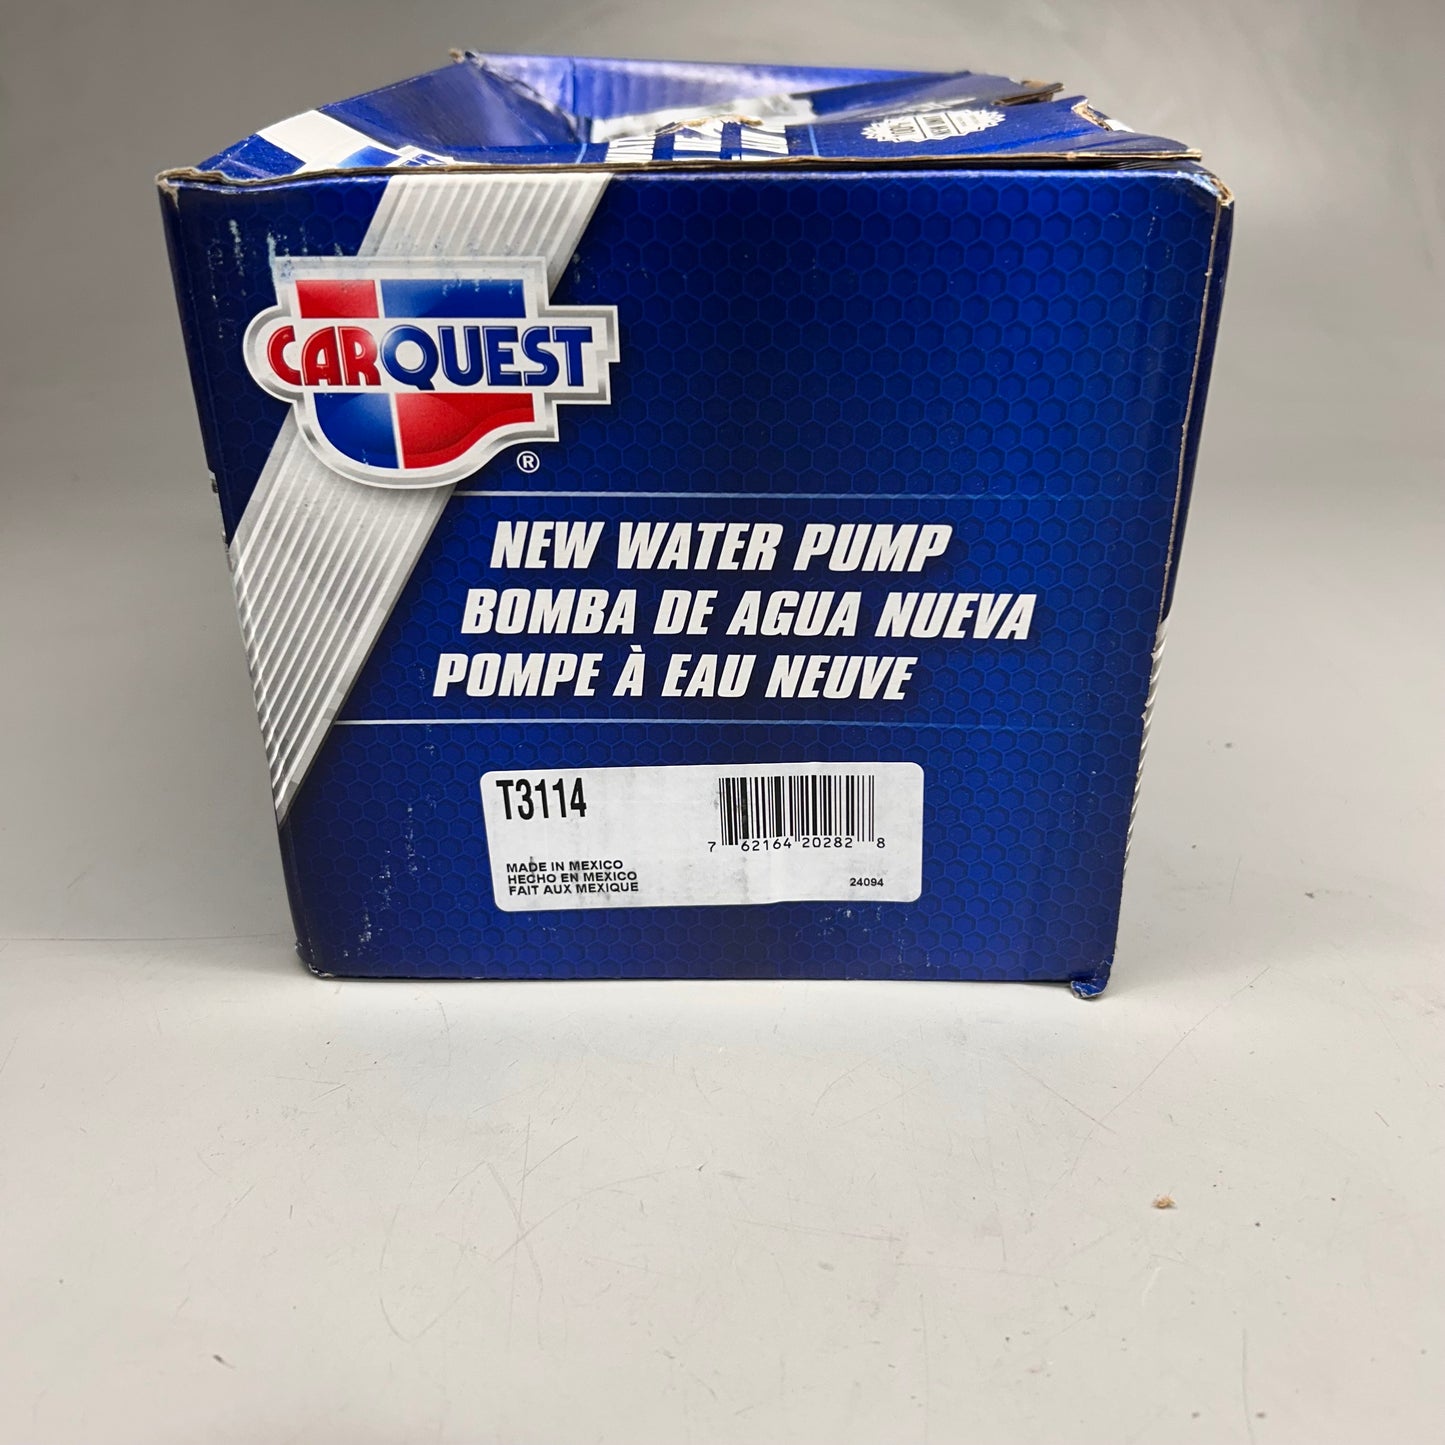 CARQUEST
®
NEW WATER PUMP
BOMBA DE AGUA NUEVA
POMPE À EAU NEUVE
T3114
7 62164 20282 8
MADE IN MEXICO
HECHO EN MEXICO
FAIT AUX MEXIQUE
24094